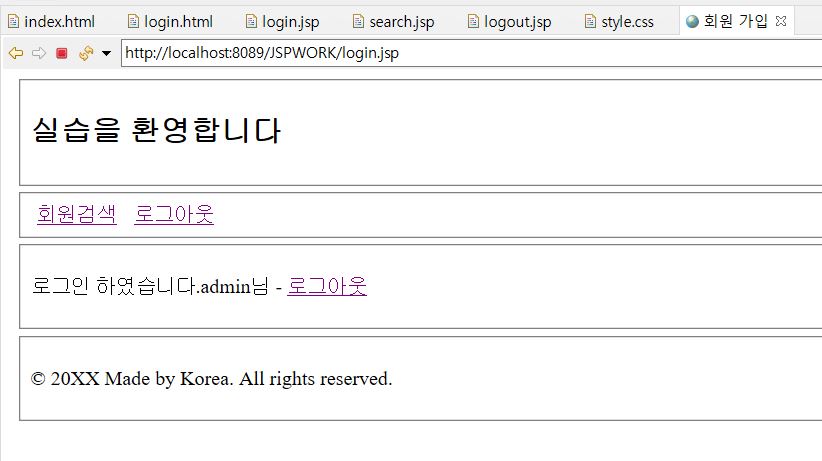 index.html login.html login.jsp search.jsp logout.jsp style.css 회원 가입
http://localhost:8089/JSPWORK/login.jsp
실습을 환영합니다
회원검색 로그아웃
로그인 하였습니다.admin님 - 로그아웃
© 20XX Made by Korea. All rights reserved.